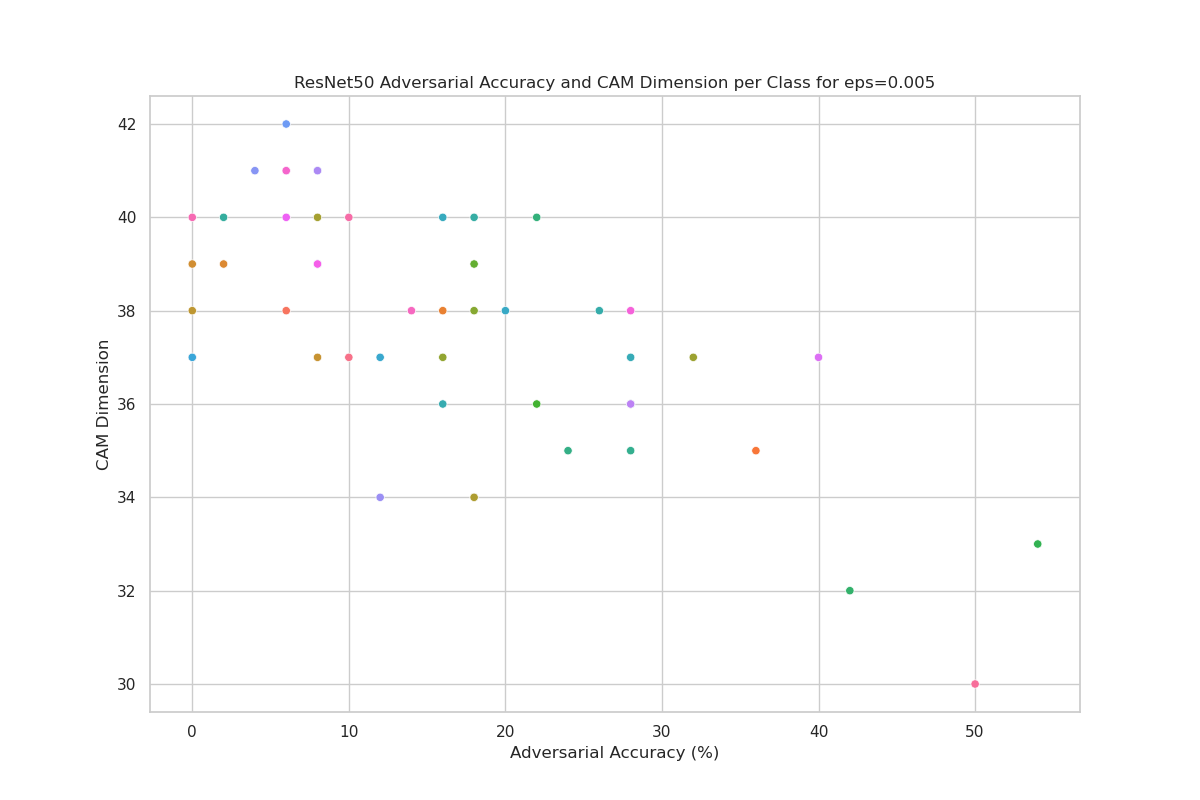 ResNet50 Adversarial Accuracy and CAM Dimension per Class for eps=0.005
42
40
38
36
34
32
30
CAM Dimension
0 10 20 30 40 50
Adversarial Accuracy (%)